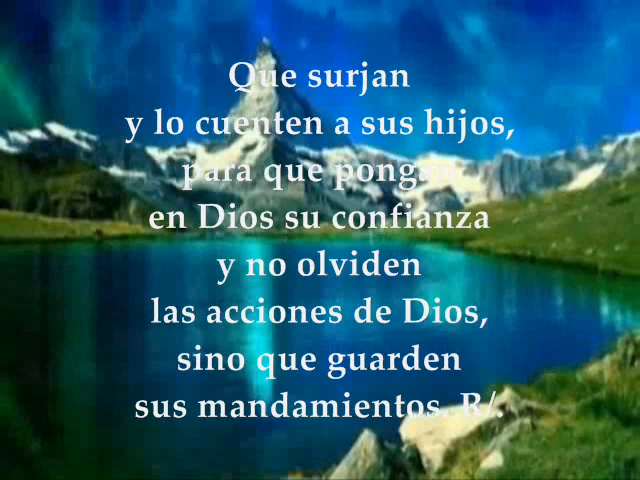 Que surjan
y lo cuenten a sus hijos,
para que pongan
en Dios su confianza
y no olviden
las acciones de Dios,
sino que guarden
sus mandamientos. R/.